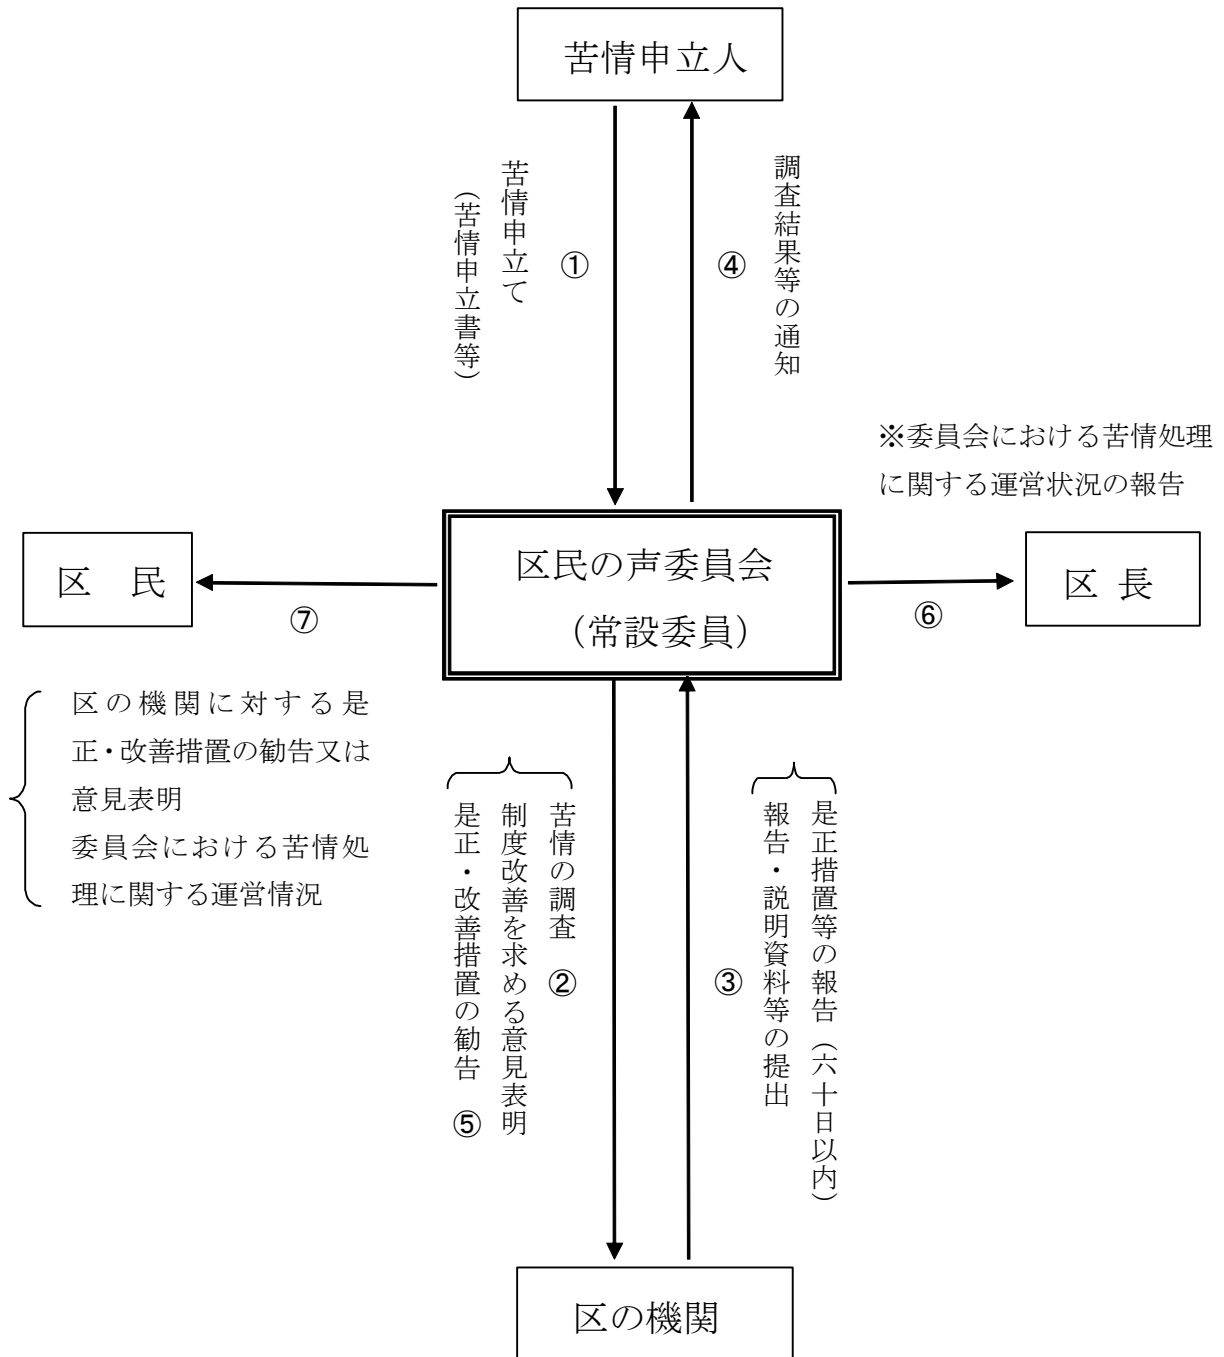 苦情申立人
苦情申立て
（苦情申立書等）
①
④
調査結果等の通知
※委員会における苦情処理
に関する運営状況の報告
区民の声委員会
（常設委員）
区　民
⑦
⑥
区 長
区の機関に対する是
正・改善措置の勧告又は
意見表明
委員会における苦情処
理に関する運営情況
苦情の調査　②
制度改善を求める意見表明
是正・改善措置の勧告　⑤
③
是正措置等の報告（六十日以内）
報告・説明資料等の提出
区の機関